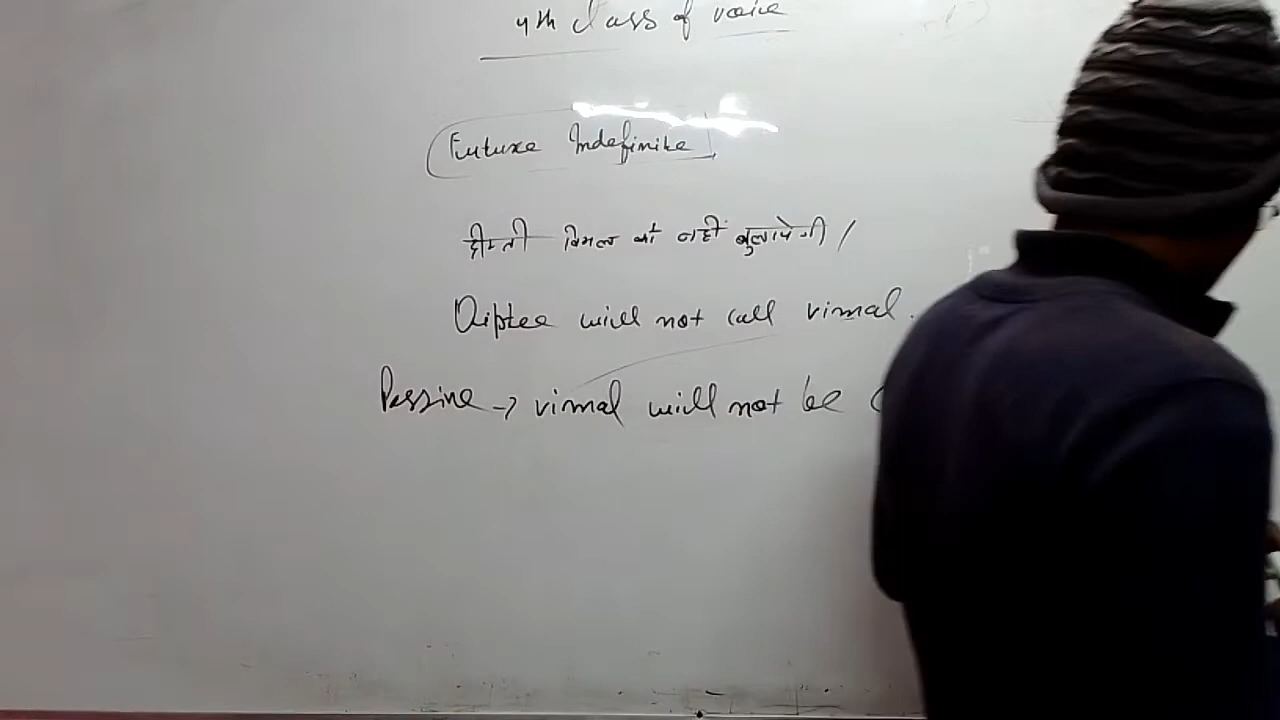 4th class of voice
Future Indefinite
दीप्ती विमल को नहीं बुलायेगी /
Diptee will not call vimal.
Passive → vimal will not be